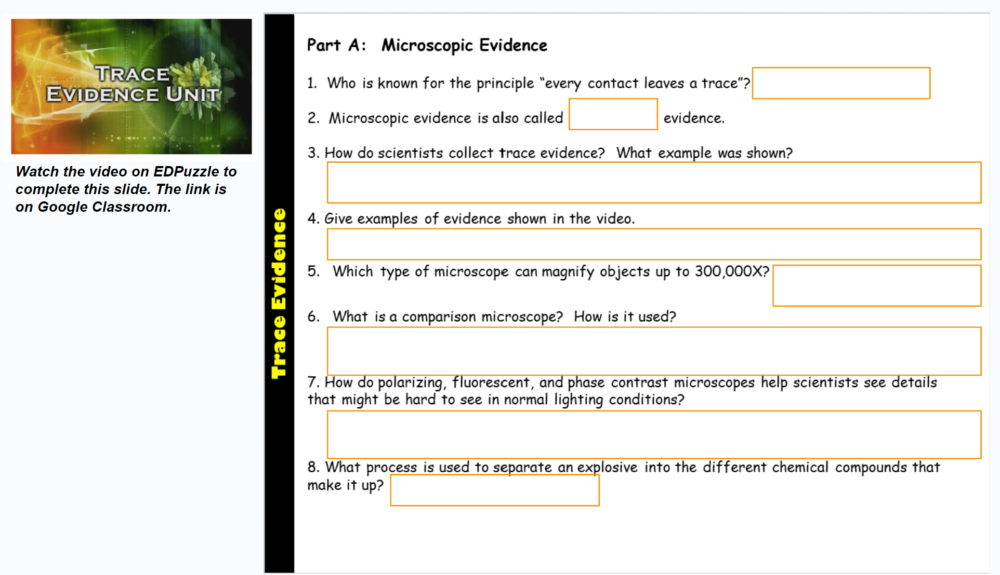 TRACE
EVIDENCE UNIT
Watch the video on EDPuzzle to
complete this slide. The link is
on Google Classroom.
Trace Evidence
Part A: Microscopic Evidence
1. Who is known for the principle “every contact leaves a trace”?
2. Microscopic evidence is also called evidence.
3. How do scientists collect trace evidence? What example was shown?
4. Give examples of evidence shown in the video.
5. Which type of microscope can magnify objects up to 300,000X?
6. What is a comparison microscope? How is it used?
7. How do polarizing, fluorescent, and phase contrast microscopes help scientists see details
that might be hard to see in normal lighting conditions?
8. What process is used to separate an explosive into the different chemical compounds that
make it up?